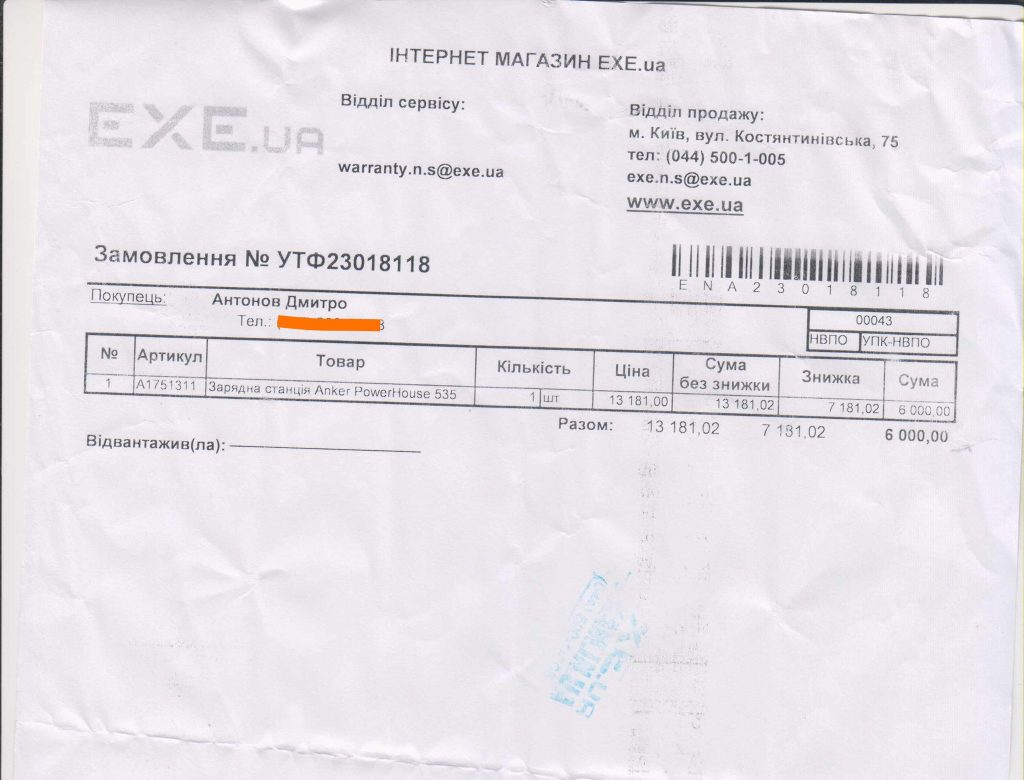 ІНТЕРНЕТ МАГАЗИН EXE.ua
EXE.UA
Відділ сервісу:
warranty.n.s@exe.ua
Відділ продажу:
м. Київ, вул. Костянтинівська, 75
тел: (044) 500-1-005
exe.n.s@exe.ua
www.exe.ua
Замовлення № УТФ23018118
ENA23018118
Покупець: Антонов Дмитро
Тел.:
00043
НВПО УПК-НВПО
№ Артикул Товар Кількість Ціна Сума без знижки Знижка Сума
1 A1751311 Зарядна станція Anker PowerHouse 535 1 шт 13 181,00 13 181,02 7 181,02 6 000,00
Разом: 13 181,02 7 181,02 6 000,00
Відвантажив(ла):